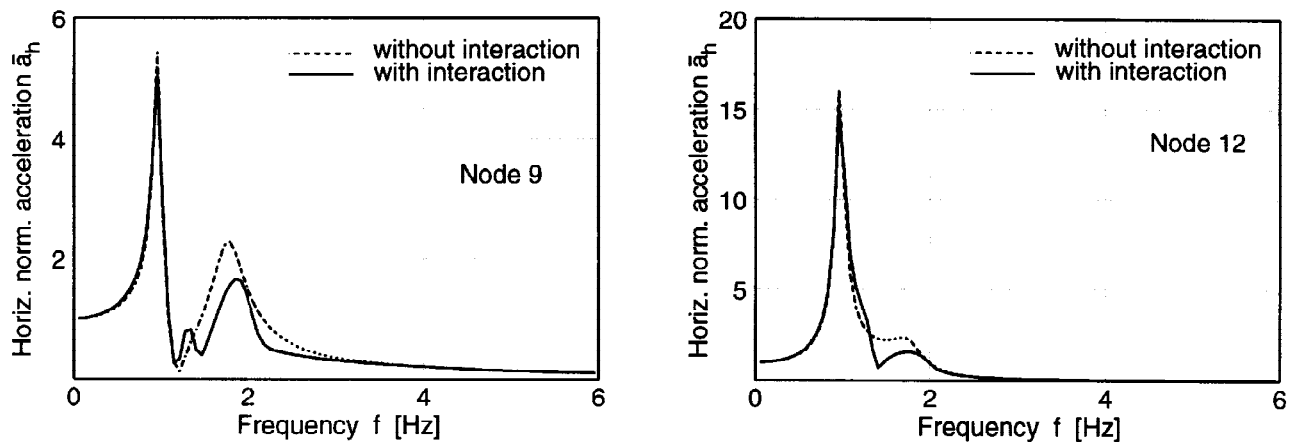 Horiz. norm. acceleration āh
6
4
2
0
2
4
6
Frequency f [Hz]
without interaction
with interaction
Node 9
Horiz. norm. acceleration āh
20
15
10
5
0
2
4
6
Frequency f [Hz]
without interaction
with interaction
Node 12